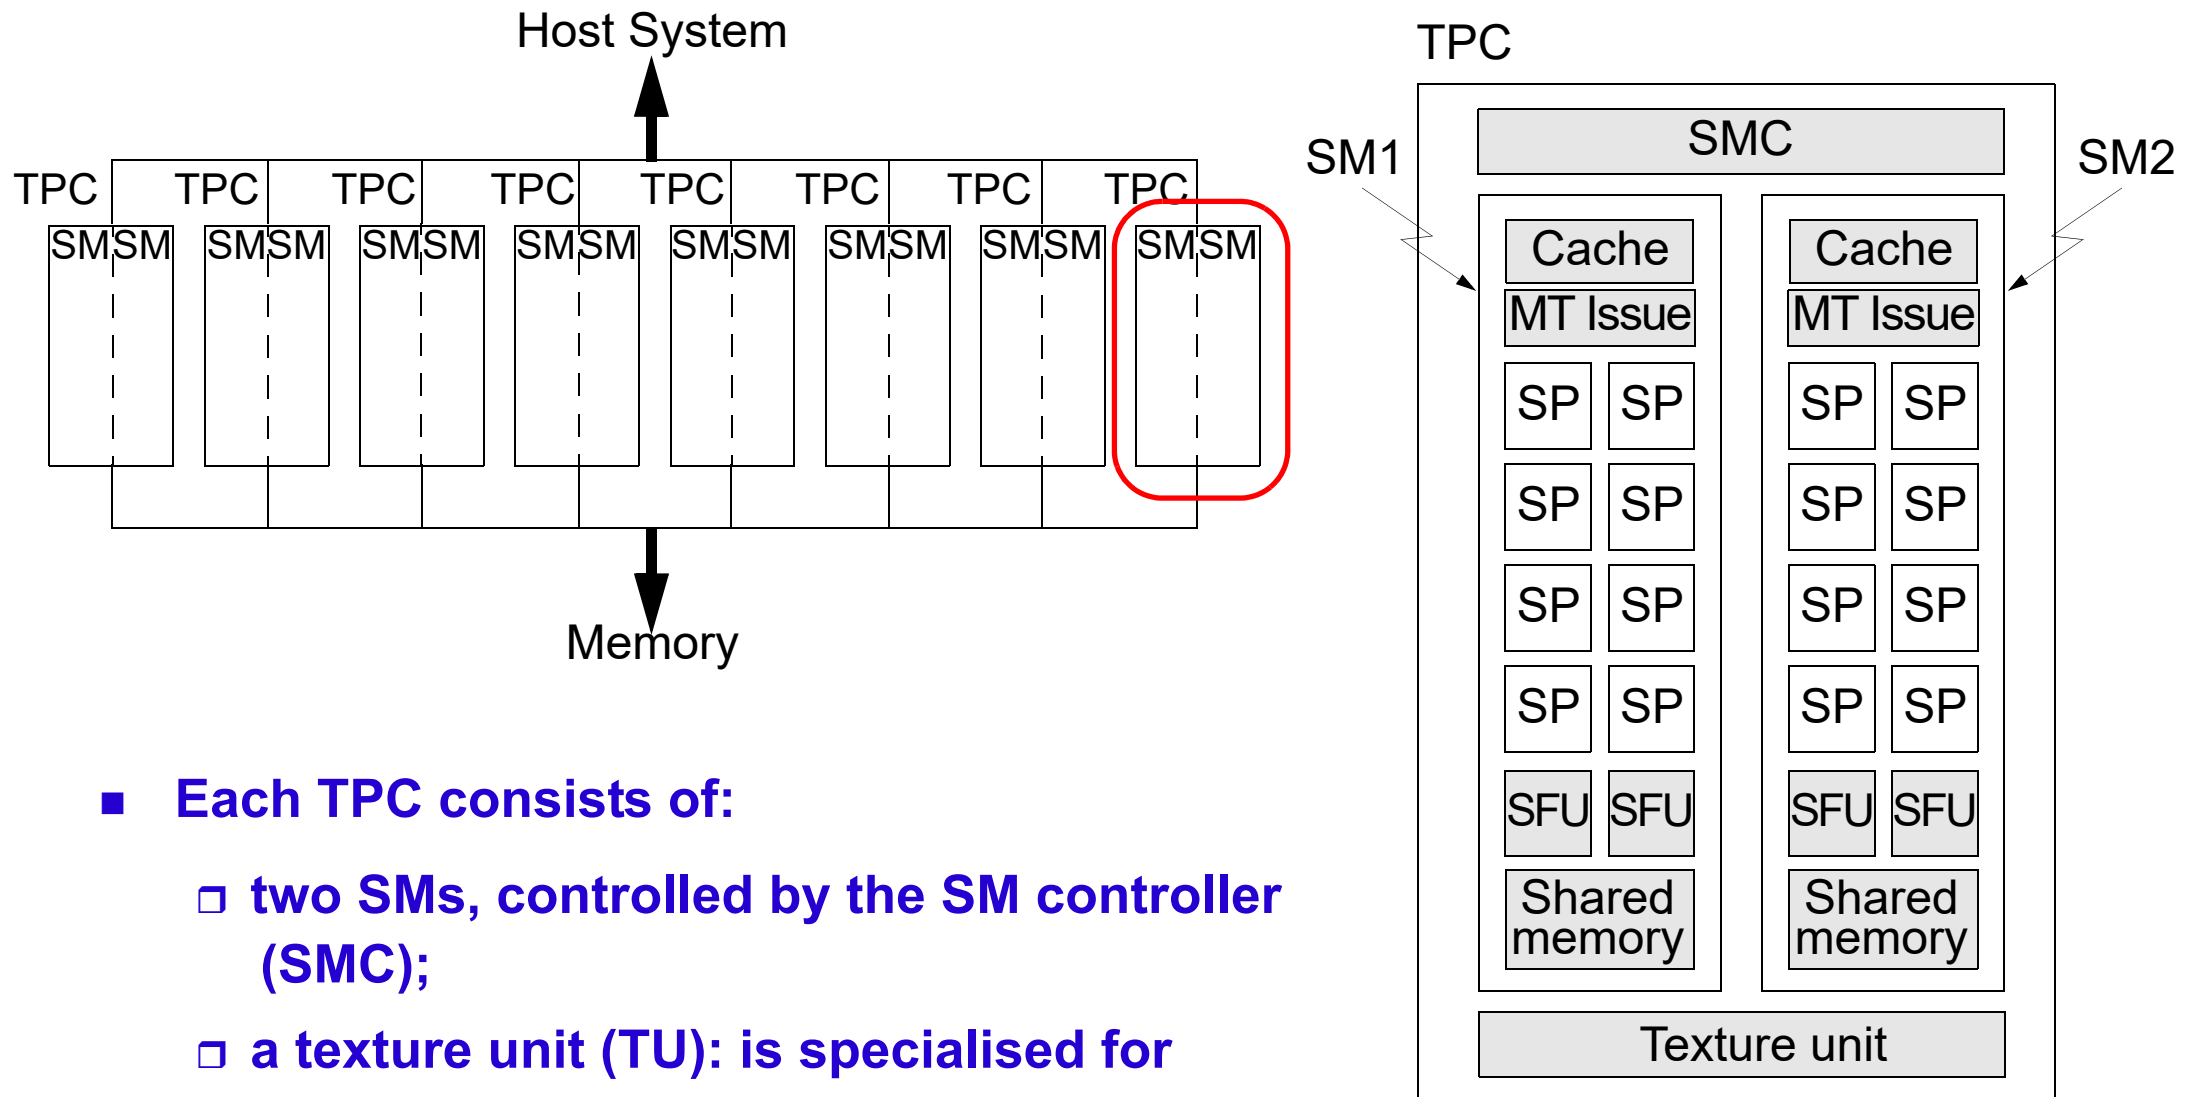 Host System
TPC TPC TPC TPC TPC TPC TPC TPC
SM SM SM SM SM SM SM SM SM SM SM SM SM SM SM SM
Memory
■ Each TPC consists of:
❒ two SMs, controlled by the SM controller
(SMC);
❒ a texture unit (TU): is specialised for
TPC
SMC
SM1
SM2
Cache Cache
MT Issue MT Issue
SP SP SP SP
SP SP SP SP
SP SP SP SP
SP SP SP SP
SFU SFU SFU SFU
Shared Shared
memory memory
Texture unit